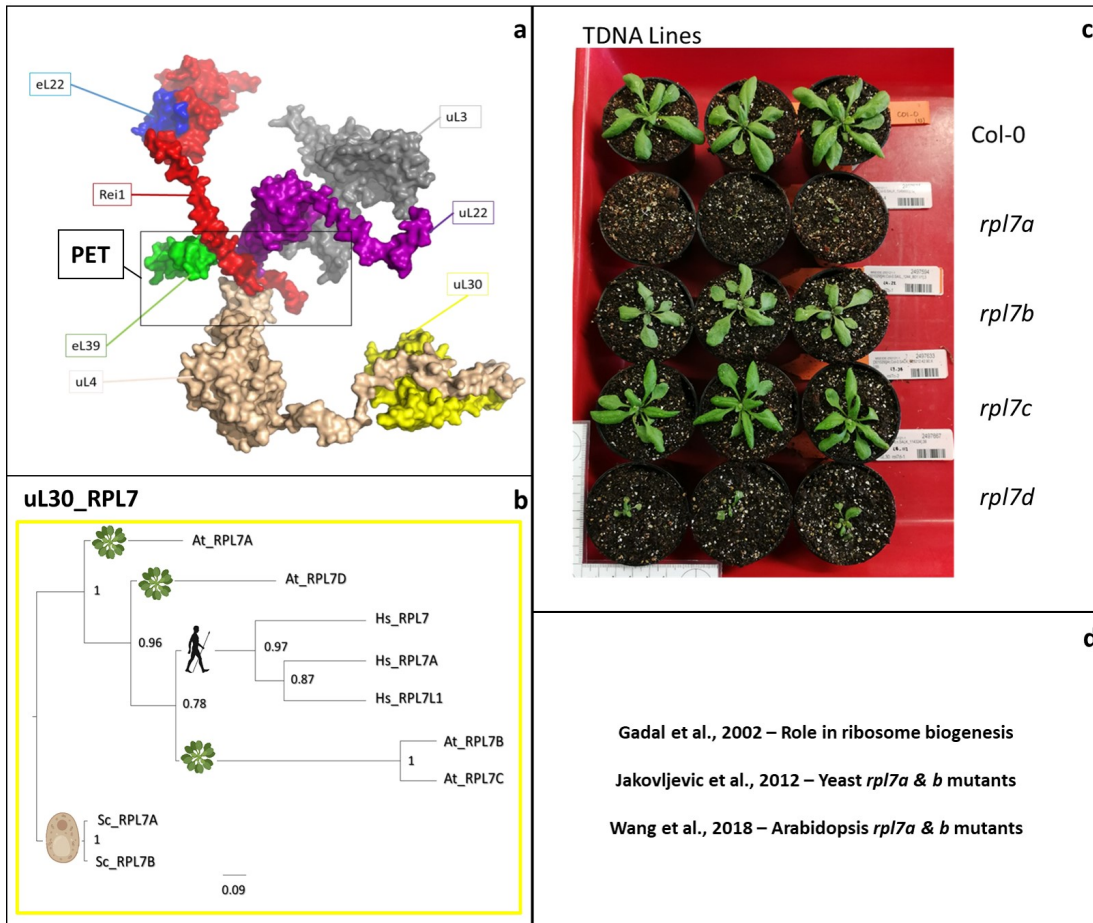 a
eL22
uL3
Rei1
uL22
PET
uL30
eL39
uL4
uL30_RPL7
b
At_RPL7A
1
At_RPL7D
Hs_RPL7
0.96
0.97
Hs_RPL7A
0.87
0.78
Hs_RPL7L1
At_RPL7B
1
At_RPL7C
Sc_RPL7A
1
Sc_RPL7B
0.09
TDNA Lines
c
Col-0
rpl7a
rpl7b
rpl7c
rpl7d
d
Gadal et al., 2002 – Role in ribosome biogenesis
Jakovljevic et al., 2012 – Yeast rpl7a & b mutants
Wang et al., 2018 – Arabidopsis rpl7a & b mutants